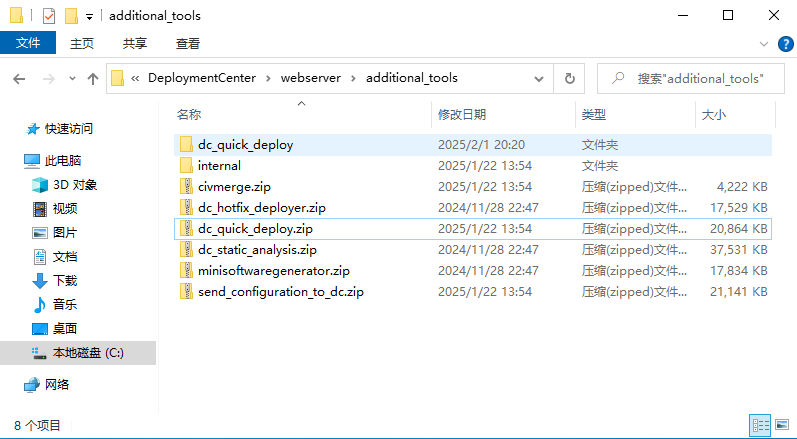 additional_tools
文件 主页 共享 查看
« DeploymentCenter > webserver > additional_tools 搜索"additional_tools"
名称 修改日期 类型 大小
快速访问
此电脑
3D 对象
视频
图片
文档
下载
音乐
桌面
本地磁盘 (C:)
网络
dc_quick_deploy 2025/2/1 20:20 文件夹
internal 2025/1/22 13:54 文件夹
civmerge.zip 2025/1/22 13:54 压缩(zipped)文件... 4,222 KB
dc_hotfix_deployer.zip 2024/11/28 22:47 压缩(zipped)文件... 17,529 KB
dc_quick_deploy.zip 2025/1/22 13:54 压缩(zipped)文件... 20,864 KB
dc_static_analysis.zip 2024/11/28 22:47 压缩(zipped)文件... 37,531 KB
minisoftwaregenerator.zip 2024/11/28 22:47 压缩(zipped)文件... 17,834 KB
send_configuration_to_dc.zip 2025/1/22 13:54 压缩(zipped)文件... 21,141 KB
8 个项目